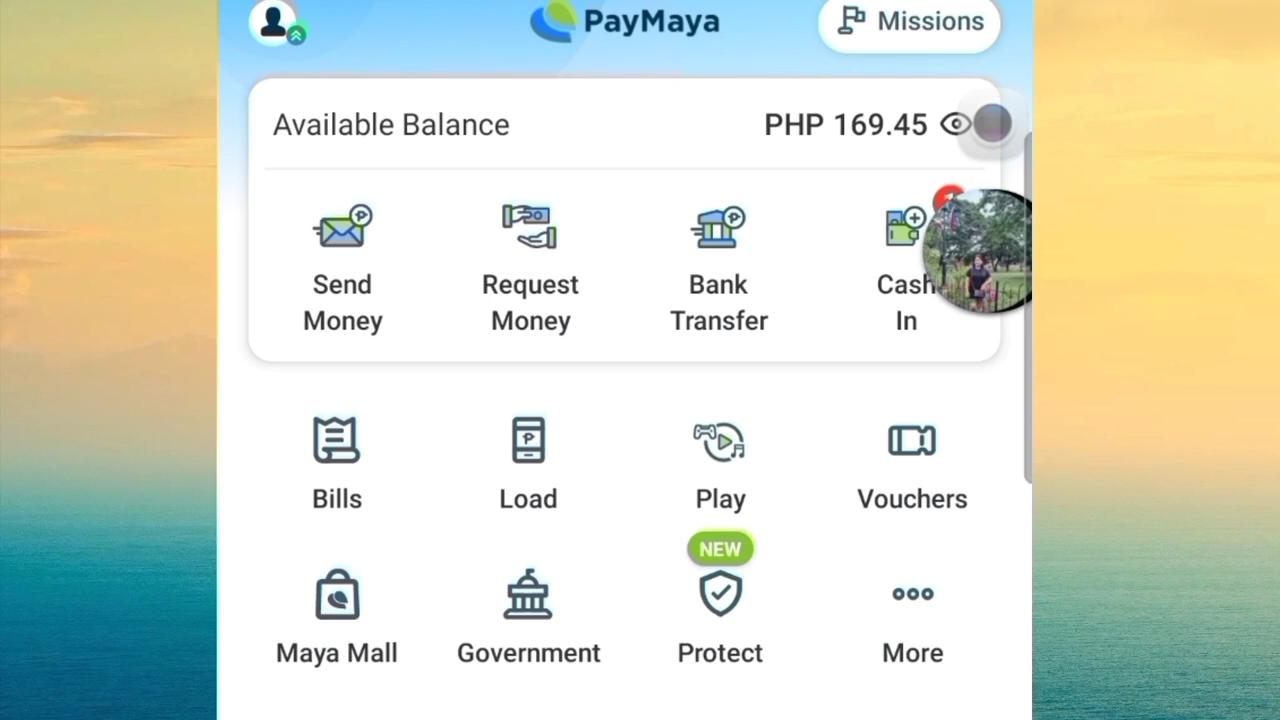 PayMaya
Missions
Available Balance
PHP 169.45
Send
Money
Request
Money
Bank
Transfer
Cash
In
Bills
Load
Play
Vouchers
NEW
Maya Mall
Government
Protect
More